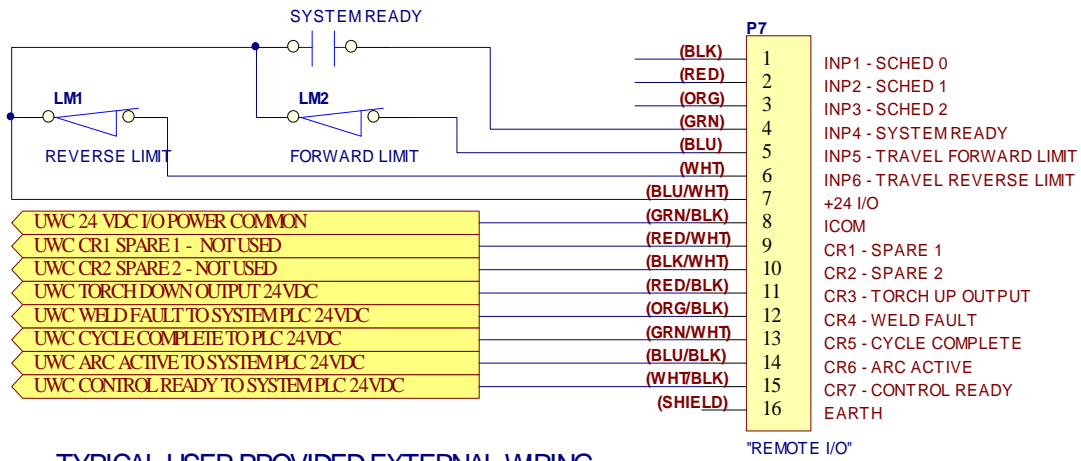 SYSTEM READY
LM1
REVERSE LIMIT
LM2
FORWARD LIMIT
P7
(BLK) 1 INP1 - SCHED 0
(RED) 2 INP2 - SCHED 1
(ORG) 3 INP3 - SCHED 2
(GRN) 4 INP4 - SYSTEM READY
(BLU) 5 INP5 - TRAVEL FORWARD LIMIT
(WHT) 6 INP6 - TRAVEL REVERSE LIMIT
(BLU/WHT) 7 +24 I/O
UWC 24 VDC I/O POWER COMMON (GRN/BLK) 8 ICOM
UWC CR1 SPARE 1 - NOT USED (RED/WHT) 9 CR1 - SPARE 1
UWC CR2 SPARE 2 - NOT USED (BLK/WHT) 10 CR2 - SPARE 2
UWC TORCH DOWN OUTPUT 24VDC (RED/BLK) 11 CR3 - TORCH UP OUTPUT
UWC WELD FAULT TO SYSTEM PLC 24VDC (ORG/BLK) 12 CR4 - WELD FAULT
UWC CYCLE COMPLETE TO PLC 24VDC (GRN/WHT) 13 CR5 - CYCLE COMPLETE
UWC ARC ACTIVE TO SYSTEM PLC 24VDC (BLU/BLK) 14 CR6 - ARC ACTIVE
UWC CONTROL READY TO SYSTEM PLC 24VDC (WHT/BLK) 15 CR7 - CONTROL READY
(SHIELD) 16 EARTH
"REMOTE I/O"
TYPICAL USER PROVIDED EXTERNAL WIRING